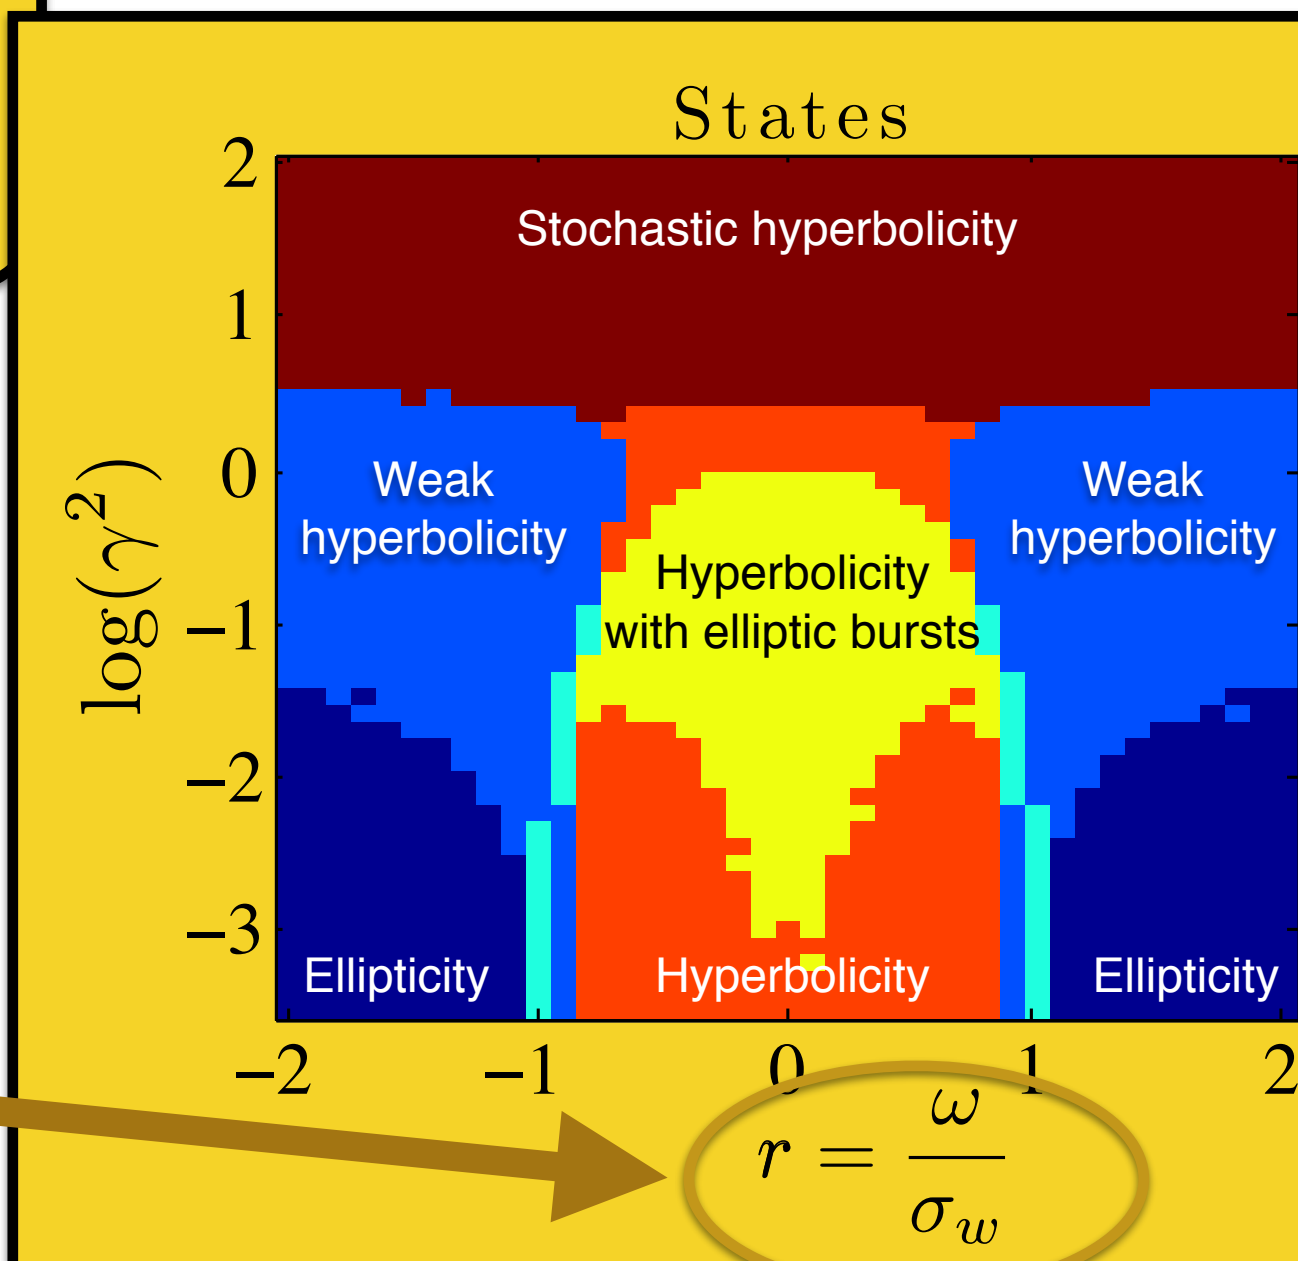 States
2
1
0
−1
−2
−3
log(γ²)
Stochastic hyperbolicity
Weak
hyperbolicity
Weak
hyperbolicity
Hyperbolicity
with elliptic bursts
Ellipticity
Hyperbolicity
Ellipticity
−2 −1 0 1 2
r = ω / σ_w